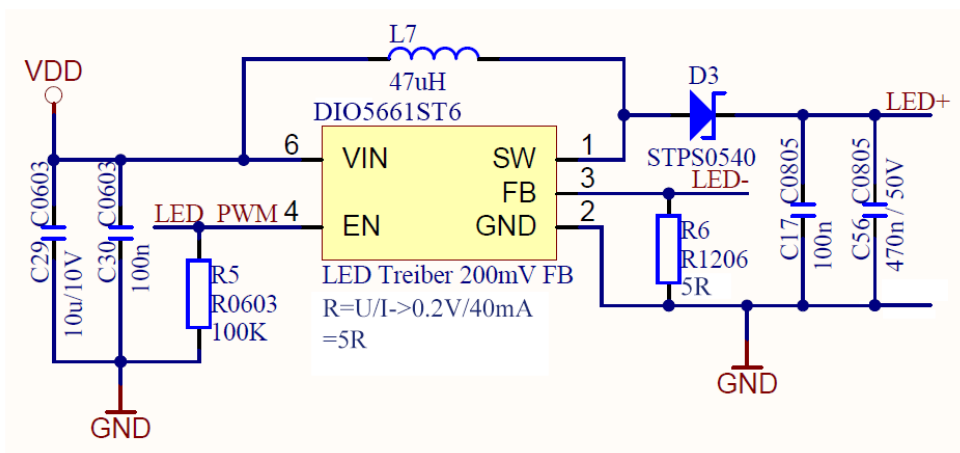 L7
47uH
VDD
DIO5661ST6
D3
STPS0540
LED+
LED-
6 VIN SW 1
FB 3
LED_PWM 4 EN GND 2
C29 C0603
10u/10V
C30 C0603
100n
R5
R0603
100K
LED Treiber 200mV FB
R=U/I->0.2V/40mA
=5R
R6
R1206
5R
C17 C0805
100n
C56 C0805
470n / 50V
GND
GND